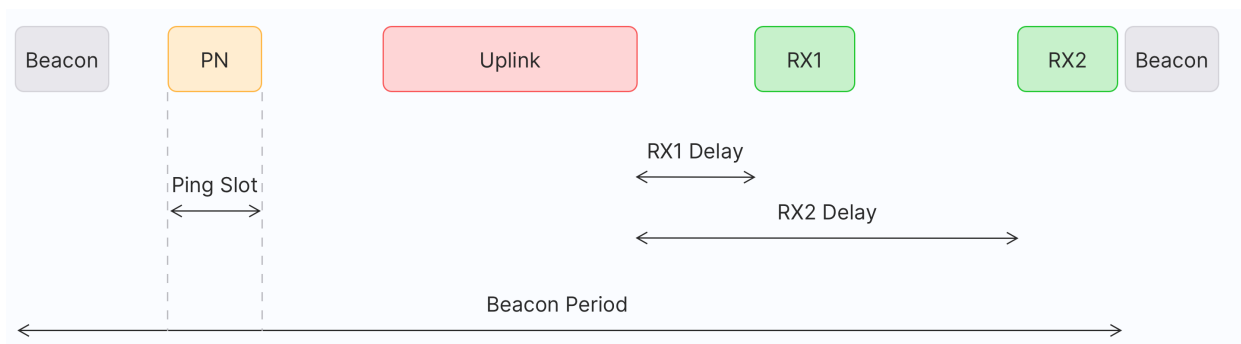 Beacon
PN
Uplink
RX1
RX2
Beacon
RX1 Delay
Ping Slot
RX2 Delay
Beacon Period